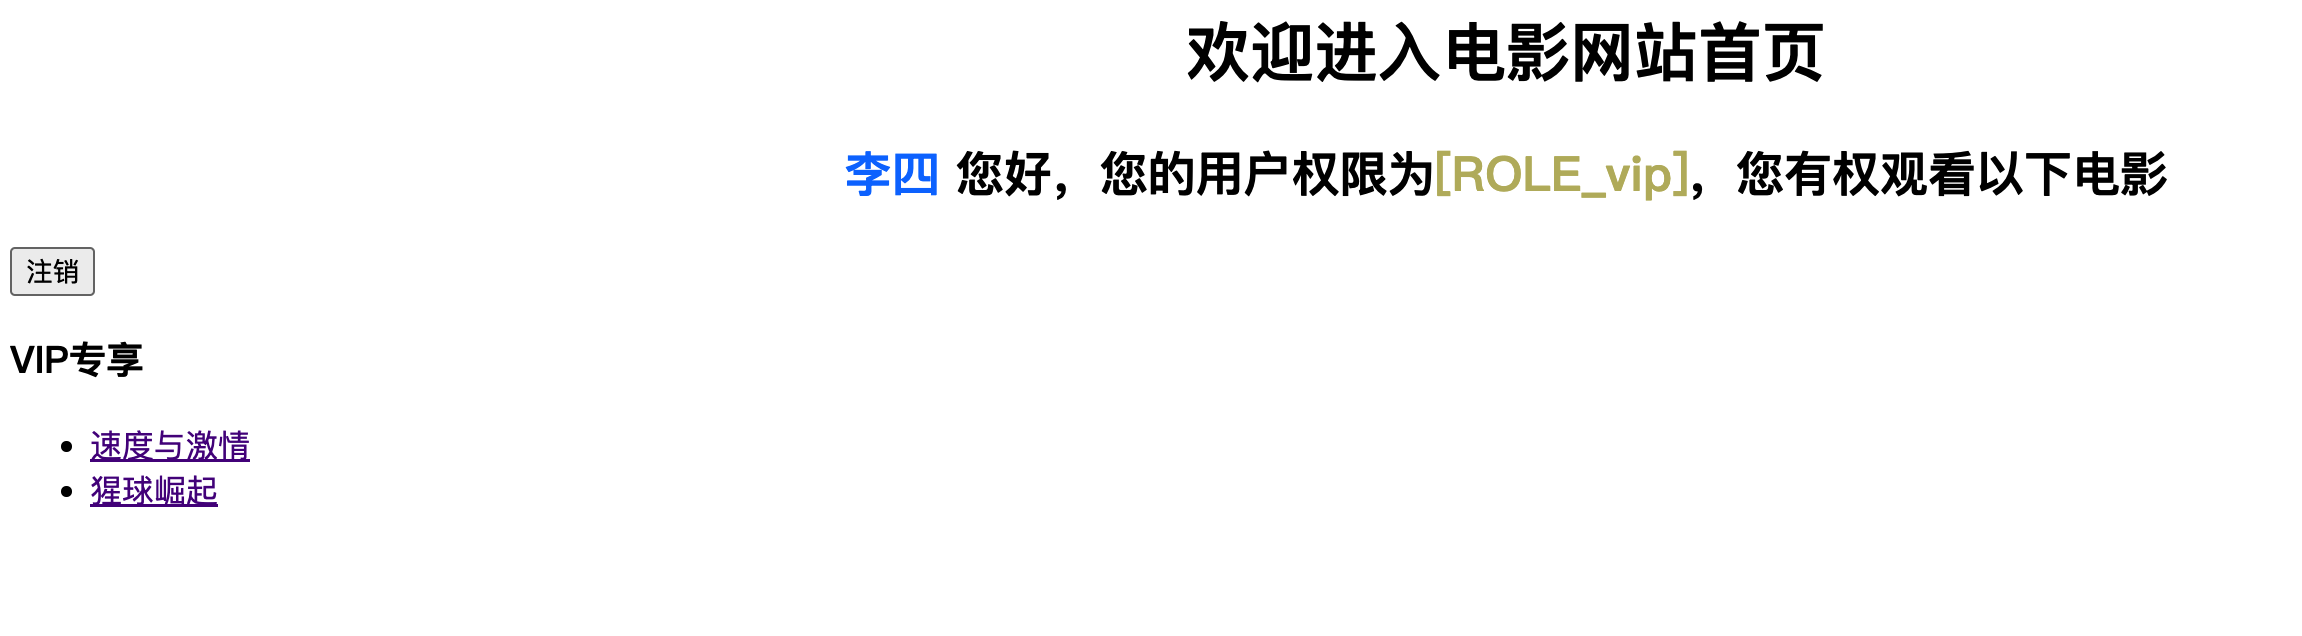 欢迎进入电影网站首页
李四 您好，您的用户权限为[ROLE_vip]，您有权观看以下电影
注销
VIP专享
速度与激情
猩球崛起